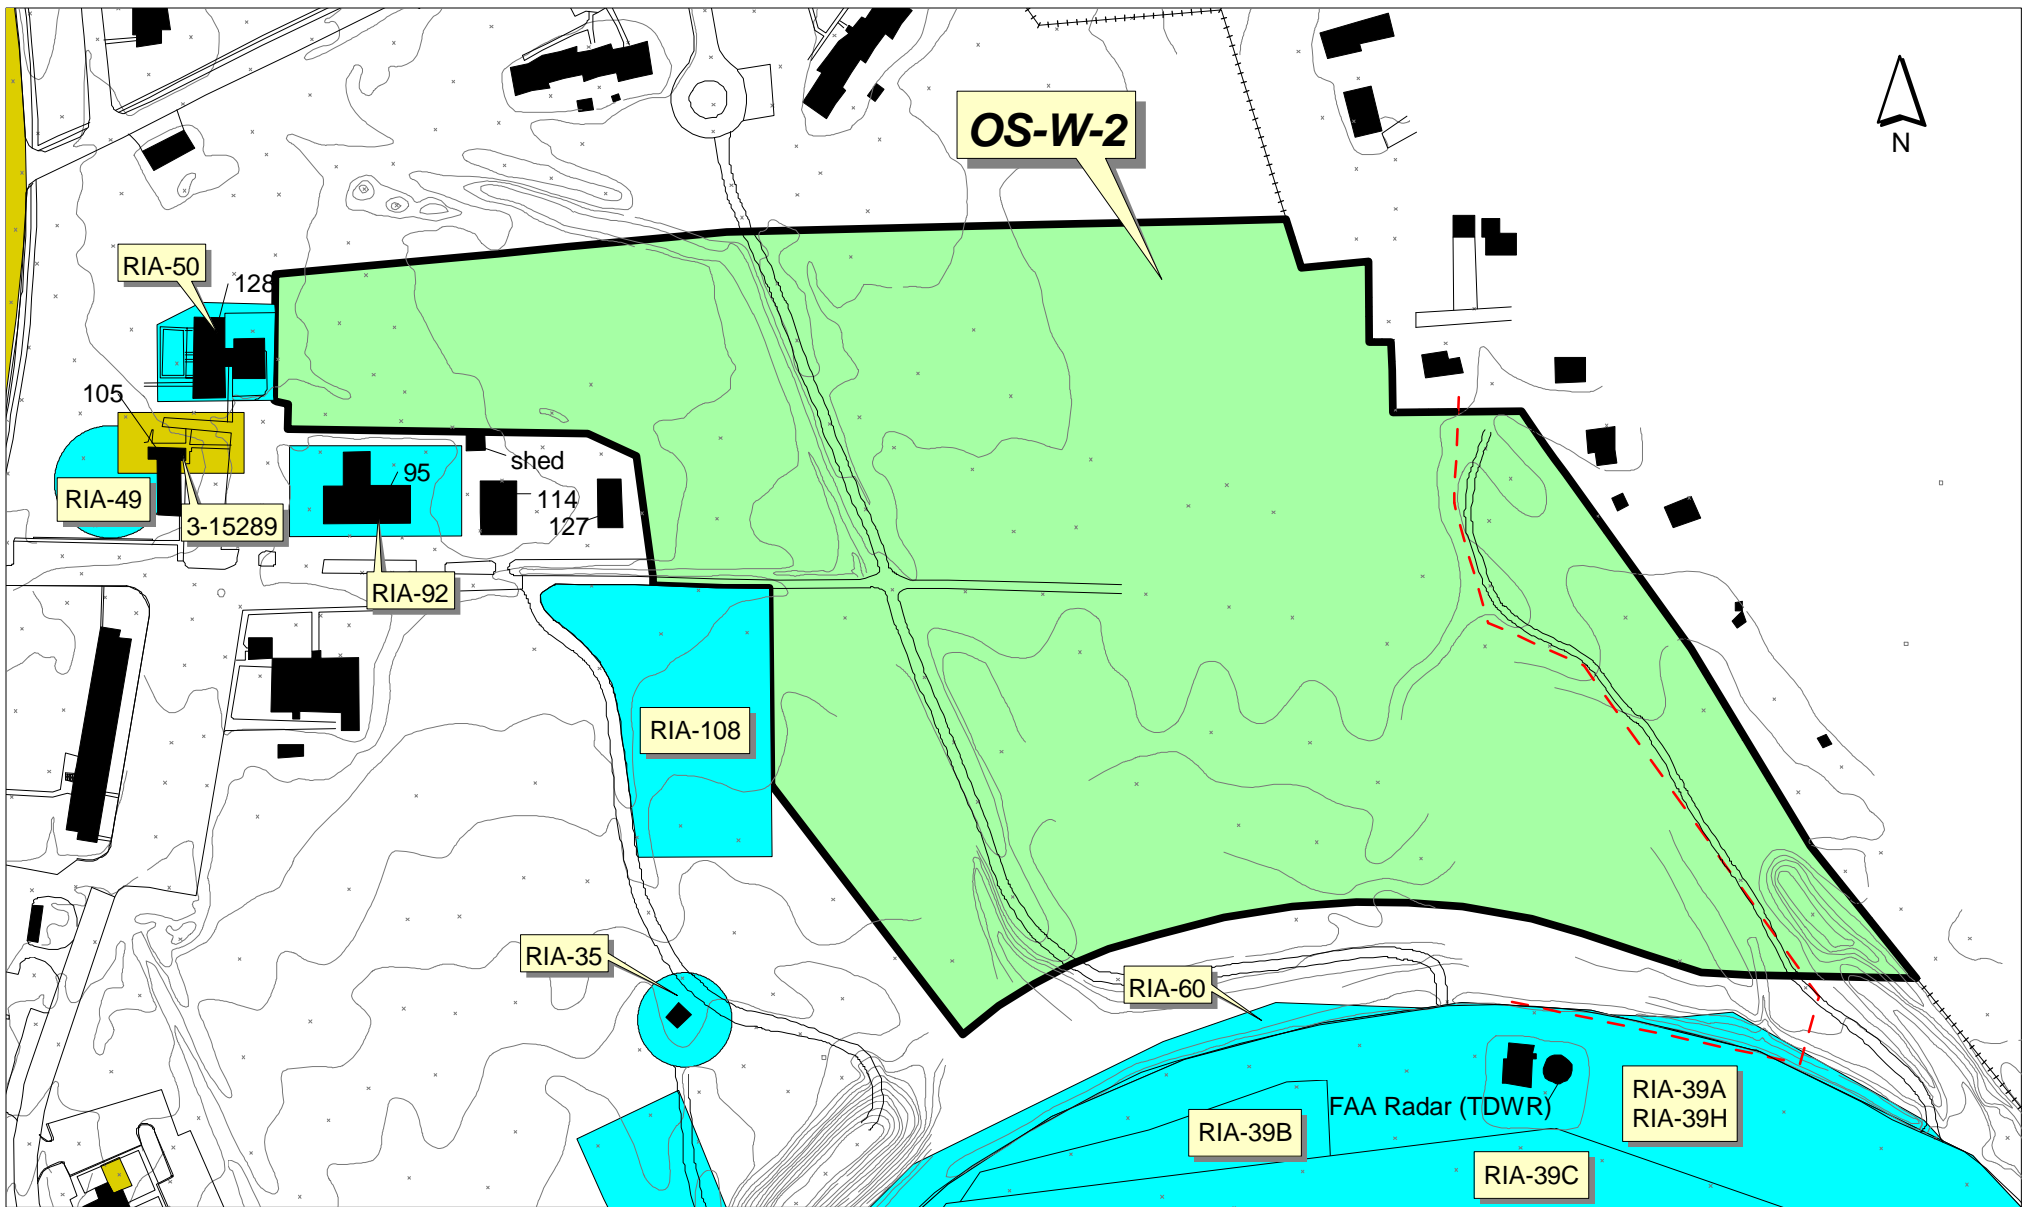 OS-W-2
N
RIA-50
128
105
RIA-49
3-15289
95
shed
114
127
RIA-92
RIA-108
RIA-35
RIA-60
FAA Radar (TDWR)
RIA-39A
RIA-39H
RIA-39B
RIA-39C